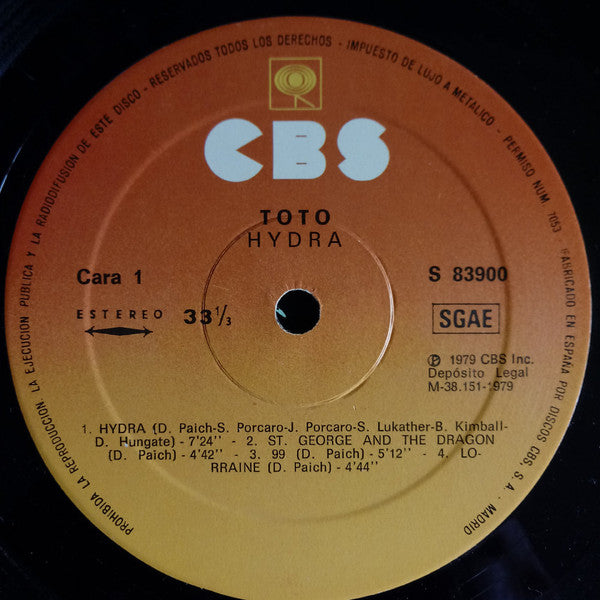 PROHIBIDA LA REPRODUCCION, LA EJECUCION PUBLICA Y LA RADIODIFUSION DE ESTE DISCO - RESERVADOS TODOS LOS DERECHOS - IMPUESTO DE LUJO A METALICO - PERMISO NUM. 7053 FABRICADO EN ESPAÑA POR DISCOS CBS, S. A. - MADRID
CBS
TOTO
HYDRA
Cara 1
S 83900
ESTEREO
33 1/3
SGAE
℗ 1979 CBS Inc.
Depósito Legal
M-38.151-1979
1. HYDRA (D. Paich-S. Porcaro-J. Porcaro-S. Lukather-B. Kimball-
D. Hungate) - 7'24'' - 2. ST. GEORGE AND THE DRAGON
(D. Paich) - 4'42'' - 3. 99 (D. Paich) - 5'12'' - 4. LO-
RRAINE (D. Paich) - 4'44''